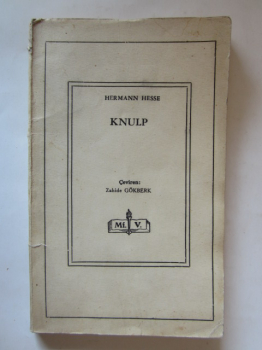 HERMANN HESSE
KNULP
Çeviren:
Zahide GÖKBERK
M. V.